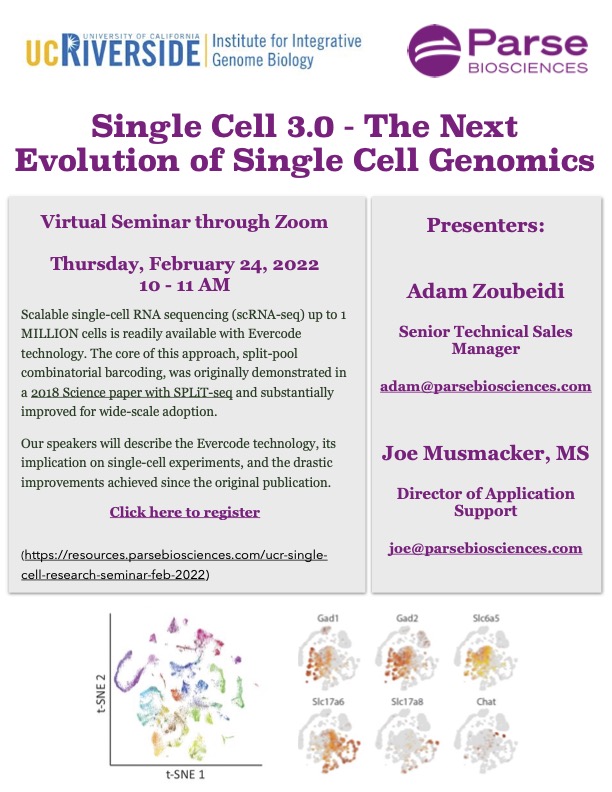 UNIVERSITY OF CALIFORNIA
UCRIVERSIDE
Institute for Integrative
Genome Biology
Parse
BIOSCIENCES
Single Cell 3.0 - The Next
Evolution of Single Cell Genomics
Virtual Seminar through Zoom
Thursday, February 24, 2022
10 - 11 AM
Scalable single-cell RNA sequencing (scRNA-seq) up to 1
MILLION cells is readily available with Evercode
technology. The core of this approach, split-pool
combinatorial barcoding, was originally demonstrated in
a 2018 Science paper with SPLiT-seq and substantially
improved for wide-scale adoption.
Our speakers will describe the Evercode technology, its
implication on single-cell experiments, and the drastic
improvements achieved since the original publication.
Click here to register
(https://resources.parsebiosciences.com/ucr-single-
cell-research-seminar-feb-2022)
Presenters:
Adam Zoubeidi
Senior Technical Sales
Manager
adam@parsebiosciences.com
Joe Musmacker, MS
Director of Application
Support
joe@parsebiosciences.com
t-SNE 2
t-SNE 1
Gad1
Gad2
Slc6a5
Slc17a6
Slc17a8
Chat